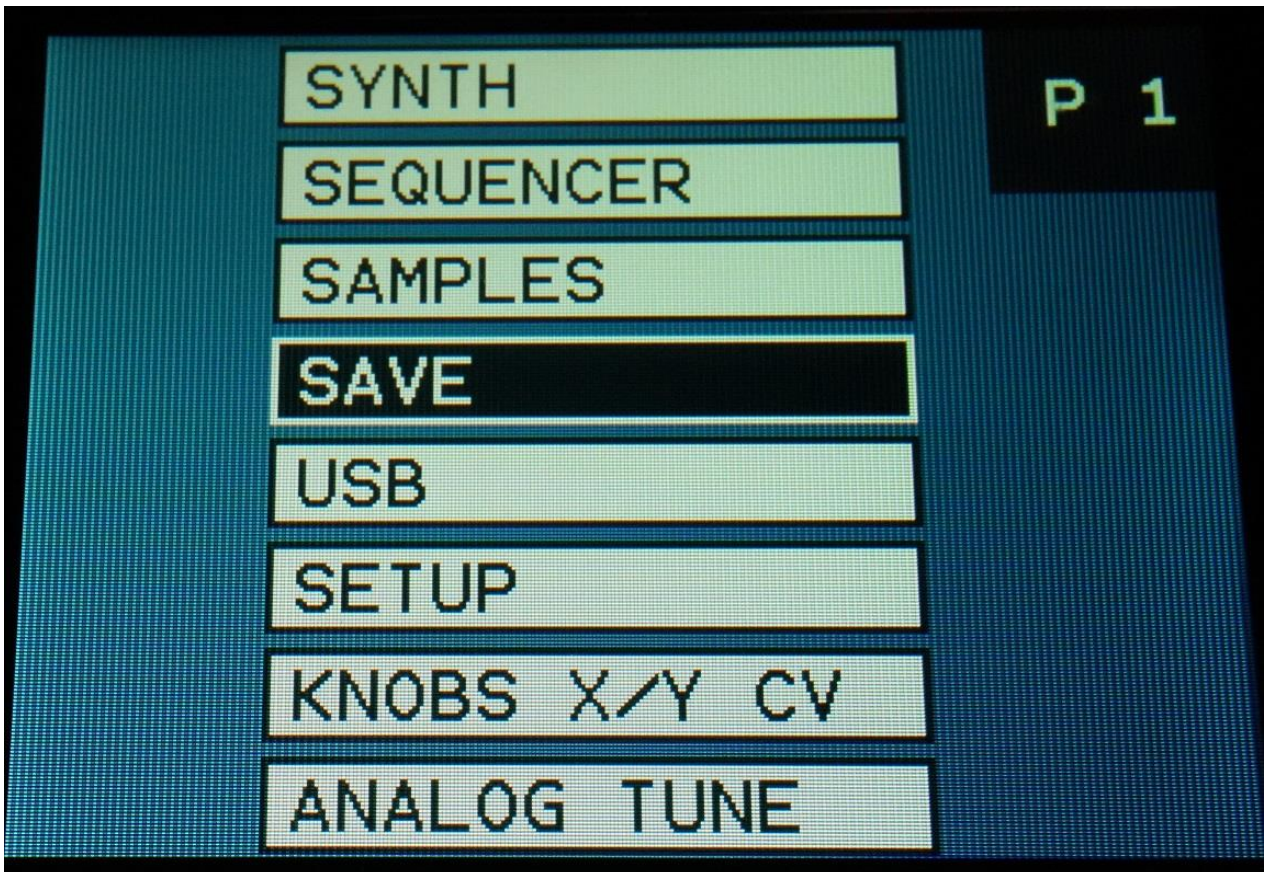 SYNTH
P 1
SEQUENCER
SAMPLES
SAVE
USB
SETUP
KNOBS X/Y CV
ANALOG TUNE